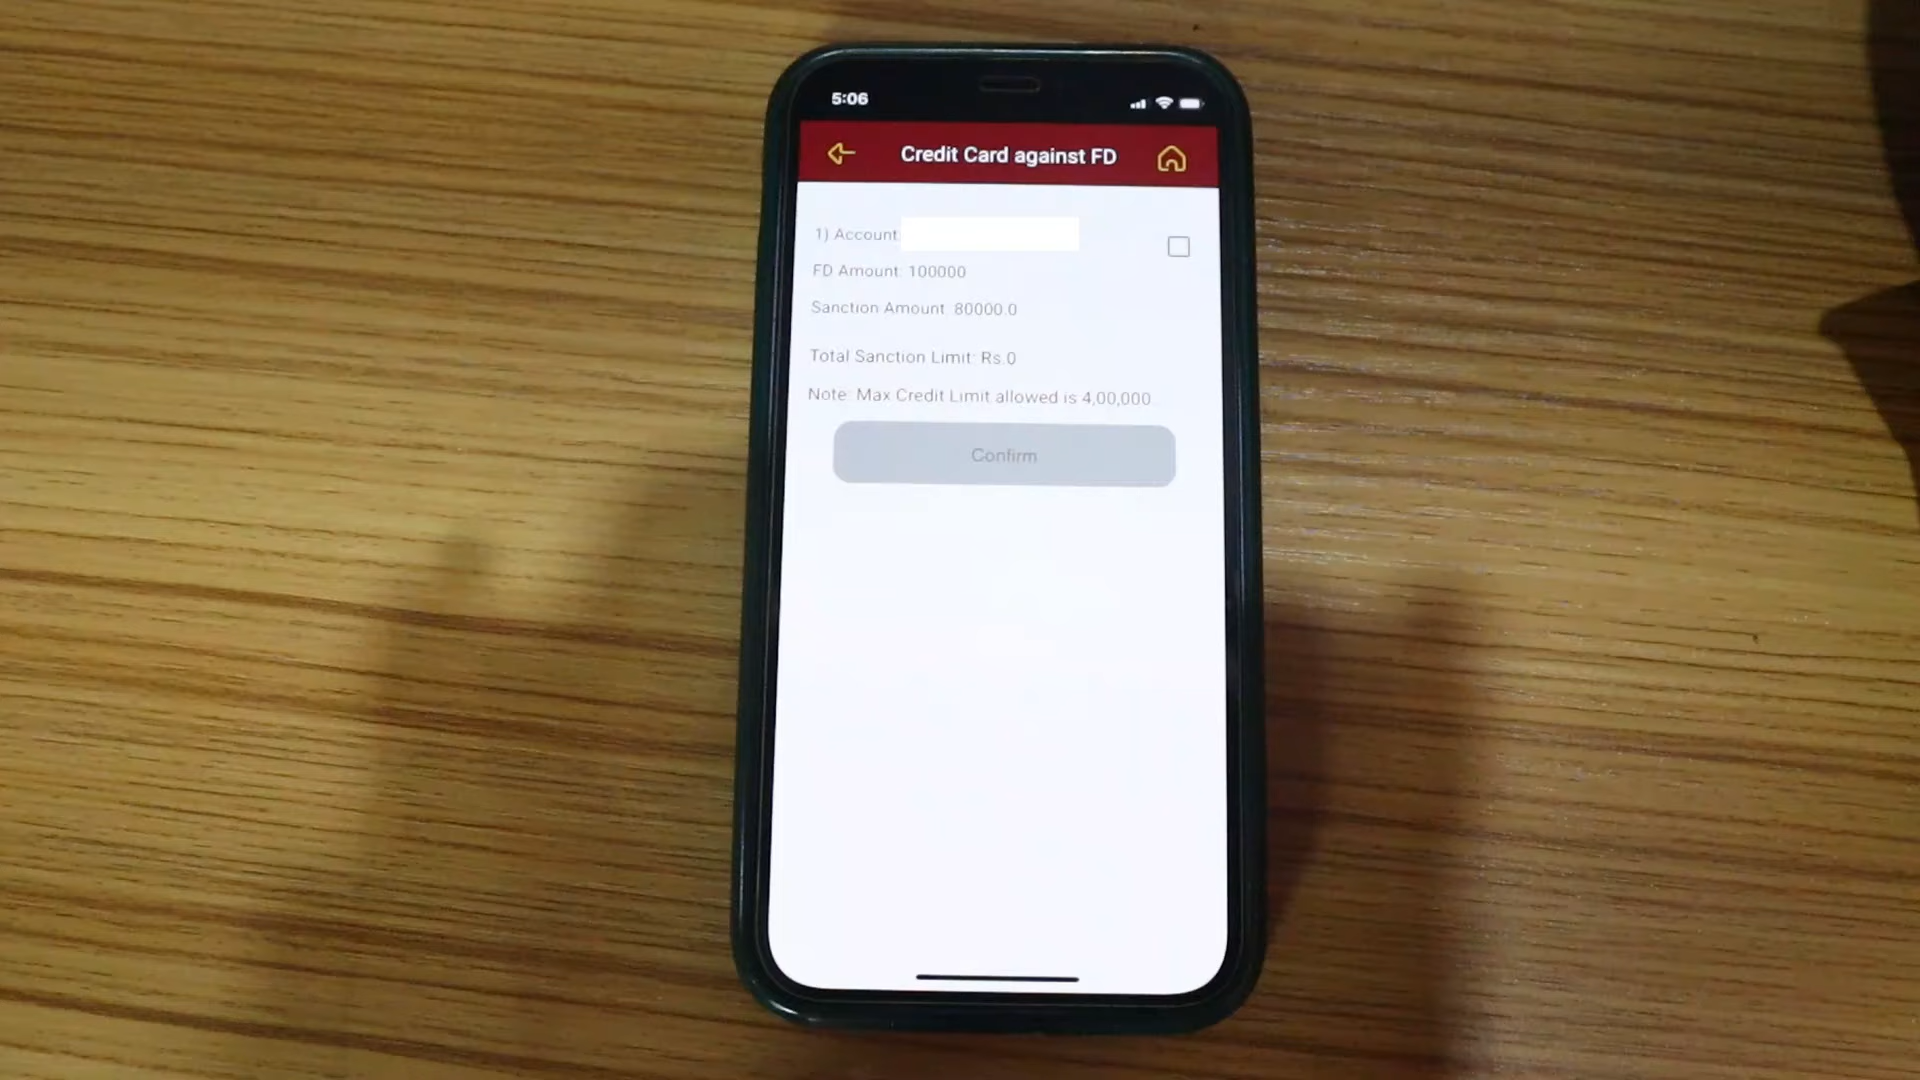 5:06
Credit Card against FD
1) Account:
FD Amount: 100000
Sanction Amount: 80000.0
Total Sanction Limit: Rs.0
Note: Max Credit Limit allowed is 4,00,000
Confirm